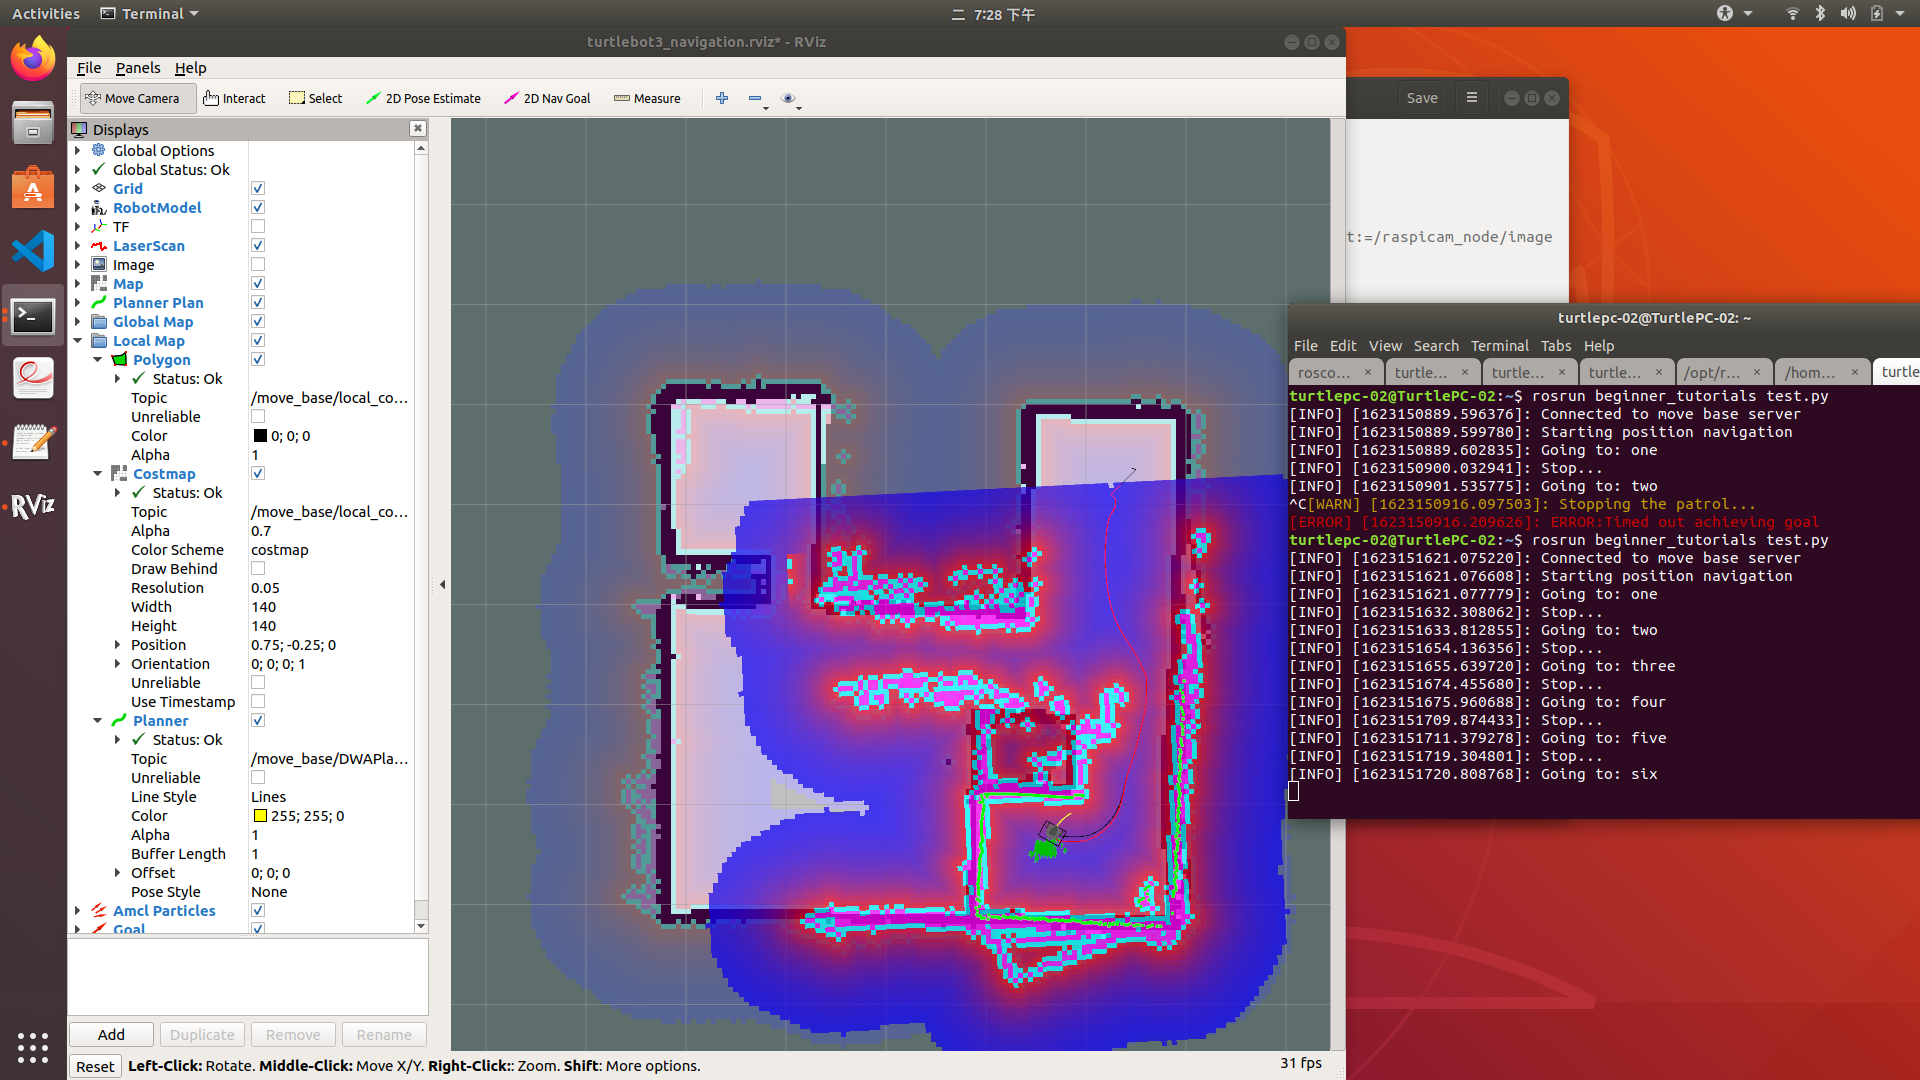 Activities
Terminal
二 7:28 下午
turtlebot3_navigation.rviz* - RViz
File Panels Help
Move Camera
Interact
Select
2D Pose Estimate
2D Nav Goal
Measure
Displays
Global Options
Global Status: Ok
Grid
RobotModel
TF
LaserScan
Image
Map
Planner Plan
Global Map
Local Map
Polygon
Status: Ok
Topic /move_base/local_co...
Unreliable
Color 0; 0; 0
Alpha 1
Costmap
Status: Ok
Topic /move_base/local_co...
Alpha 0.7
Color Scheme costmap
Draw Behind
Resolution 0.05
Width 140
Height 140
Position 0.75; -0.25; 0
Orientation 0; 0; 0; 1
Unreliable
Use Timestamp
Planner
Status: Ok
Topic /move_base/DWAPla...
Unreliable
Line Style Lines
Color 255; 255; 0
Alpha 1
Buffer Length 1
Offset 0; 0; 0
Pose Style None
Amcl Particles
Goal
Add Duplicate Remove Rename
Reset Left-Click: Rotate. Middle-Click: Move X/Y. Right-Click:: Zoom. Shift: More options.
31 fps
RViz
Save
t:=/raspicam_node/image
turtlepc-02@TurtlePC-02: ~
File Edit View Search Terminal Tabs Help
rosco... × turtle... × turtle... × turtle... × /opt/r... × /hom... × turtle
turtlepc-02@TurtlePC-02:~$ rosrun beginner_tutorials test.py
[INFO] [1623150889.596376]: Connected to move base server
[INFO] [1623150889.599780]: Starting position navigation
[INFO] [1623150889.602835]: Going to: one
[INFO] [1623150900.032941]: Stop...
[INFO] [1623150901.535775]: Going to: two
^C[WARN] [1623150916.097503]: Stopping the patrol...
[ERROR] [1623150916.209626]: ERROR:Timed out achieving goal
turtlepc-02@TurtlePC-02:~$ rosrun beginner_tutorials test.py
[INFO] [1623151621.075220]: Connected to move base server
[INFO] [1623151621.076608]: Starting position navigation
[INFO] [1623151621.077779]: Going to: one
[INFO] [1623151632.308062]: Stop...
[INFO] [1623151633.812855]: Going to: two
[INFO] [1623151654.136356]: Stop...
[INFO] [1623151655.639720]: Going to: three
[INFO] [1623151674.455680]: Stop...
[INFO] [1623151675.960688]: Going to: four
[INFO] [1623151709.874433]: Stop...
[INFO] [1623151711.379278]: Going to: five
[INFO] [1623151719.304801]: Stop...
[INFO] [1623151720.808768]: Going to: six